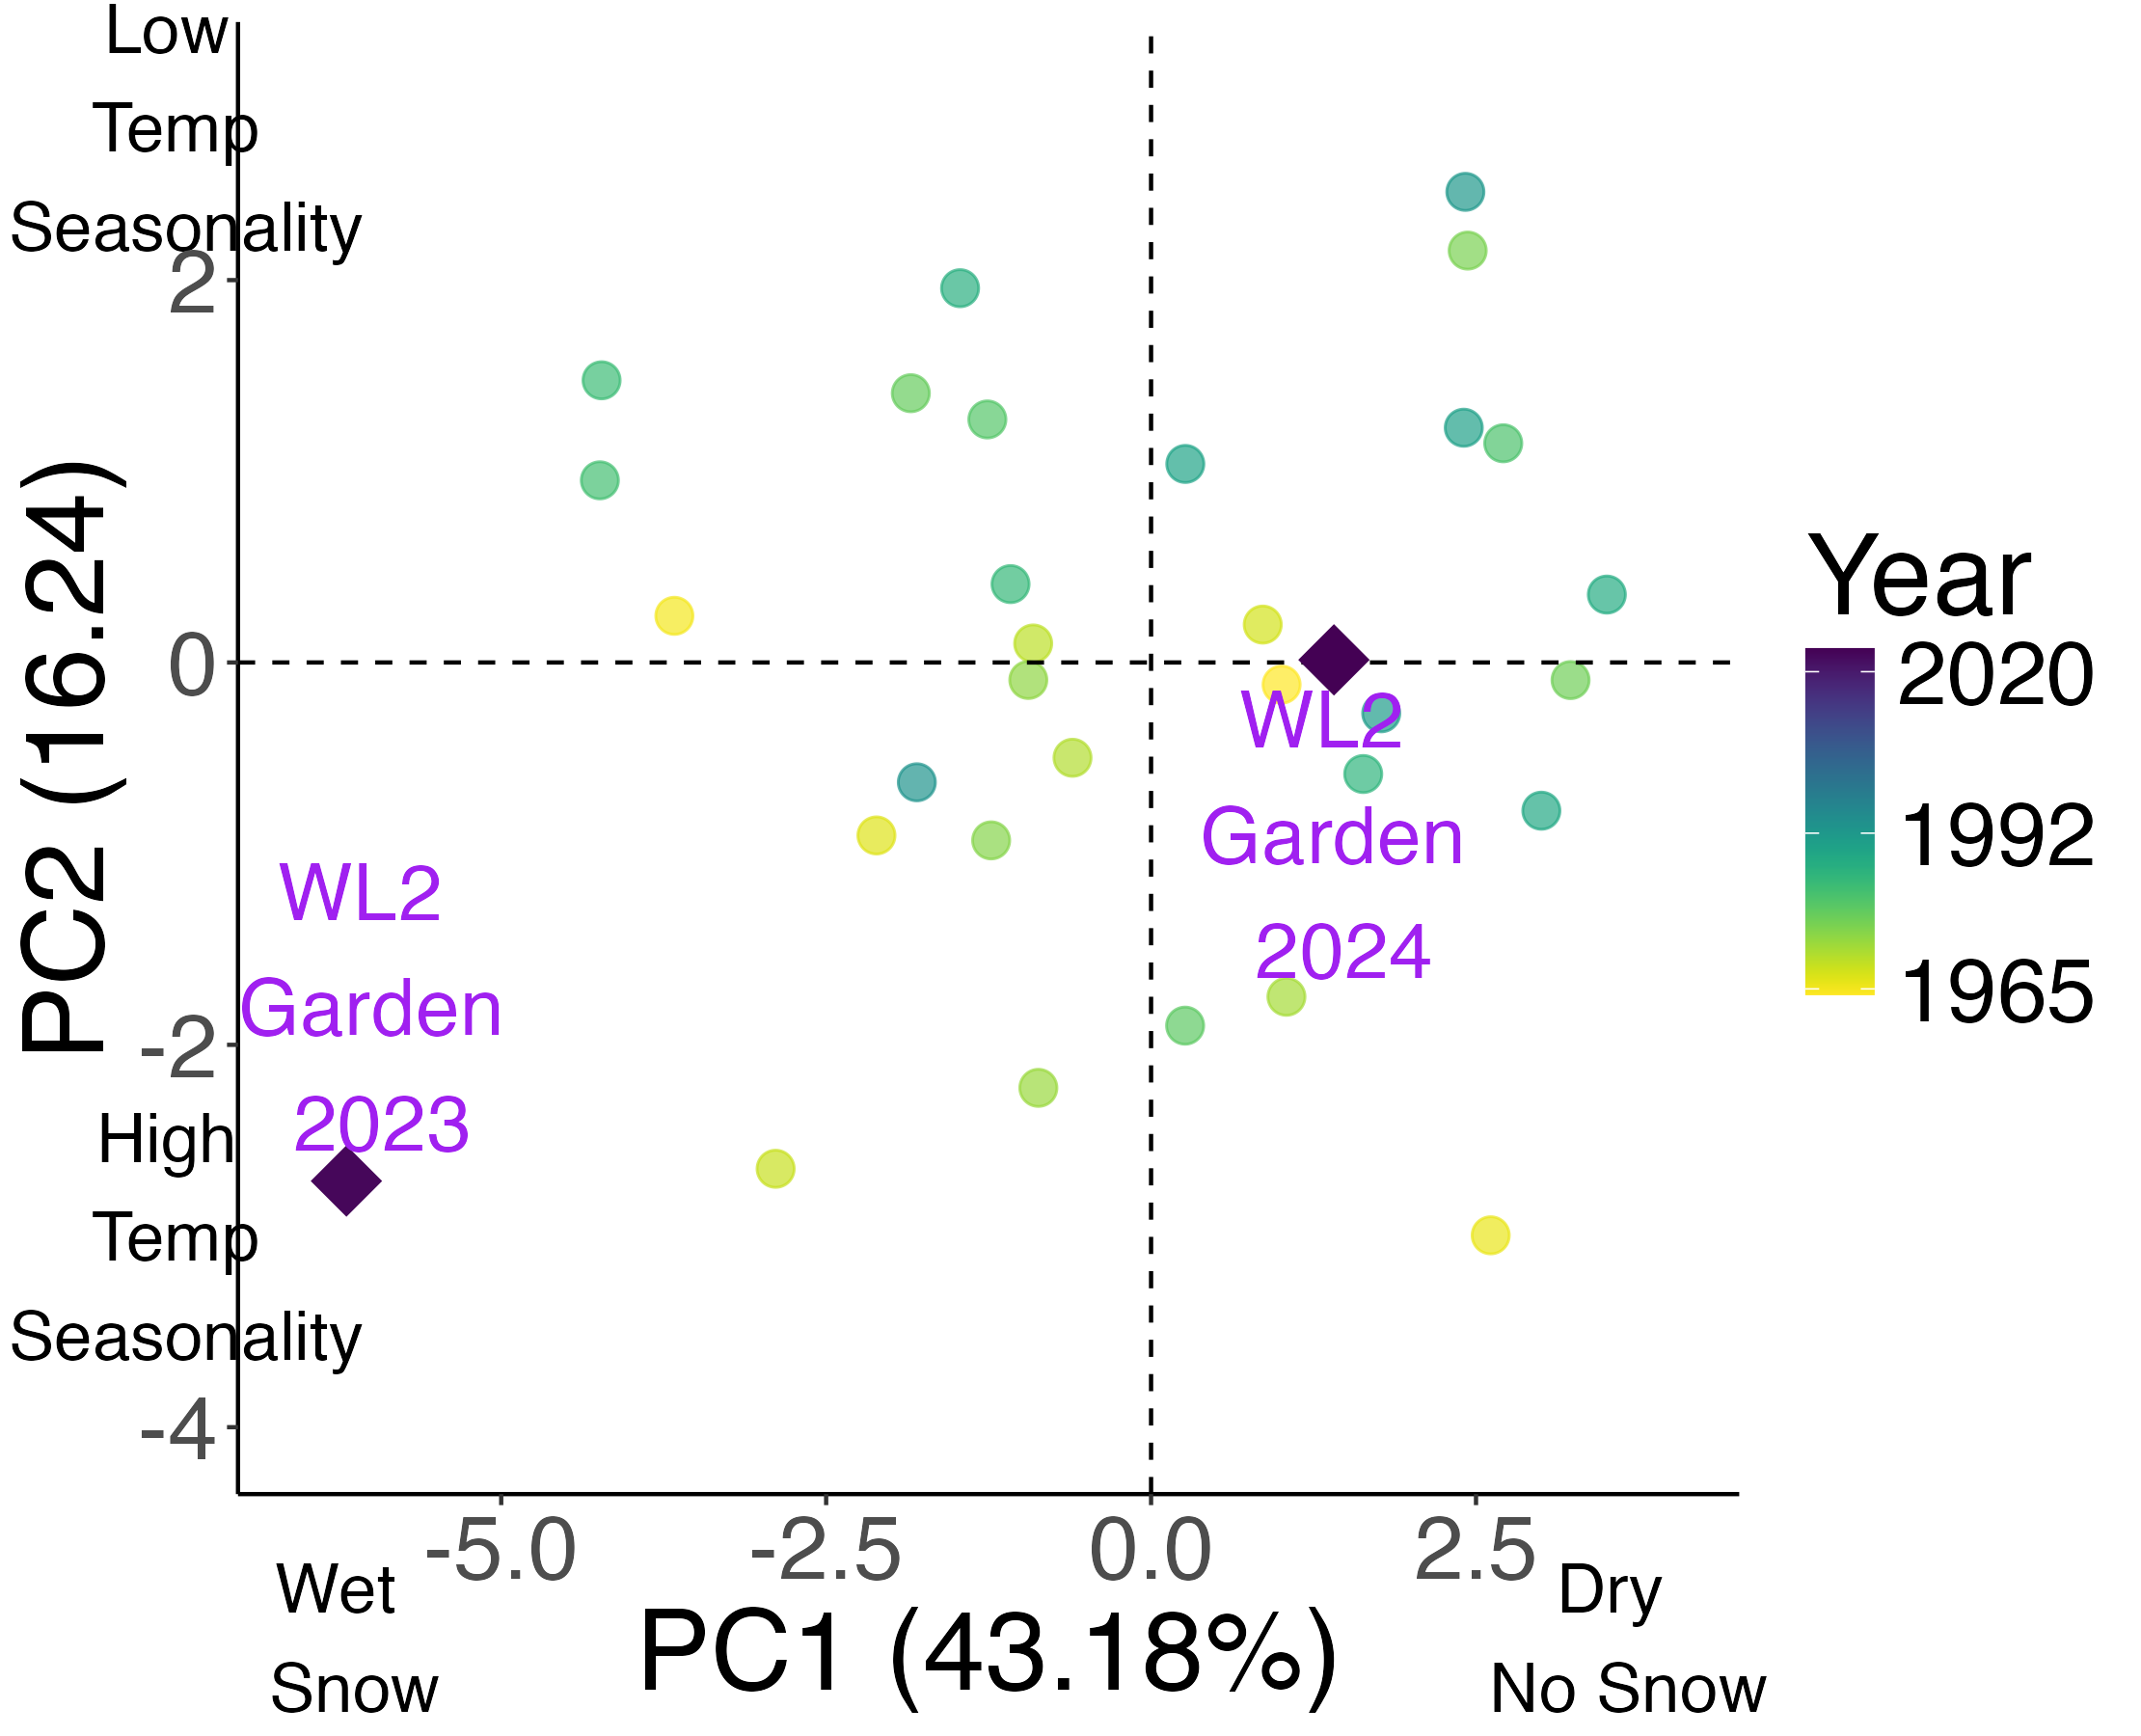 Low
Temp
Seasonality
2
0
-2
-4
High
Temp
Seasonality
PC2 (16.24)
WL2
Garden
2023
WL2
Garden
2024
-5.0
-2.5
0.0
2.5
Wet
Snow
PC1 (43.18%)
Dry
No Snow
Year
2020
1992
1965